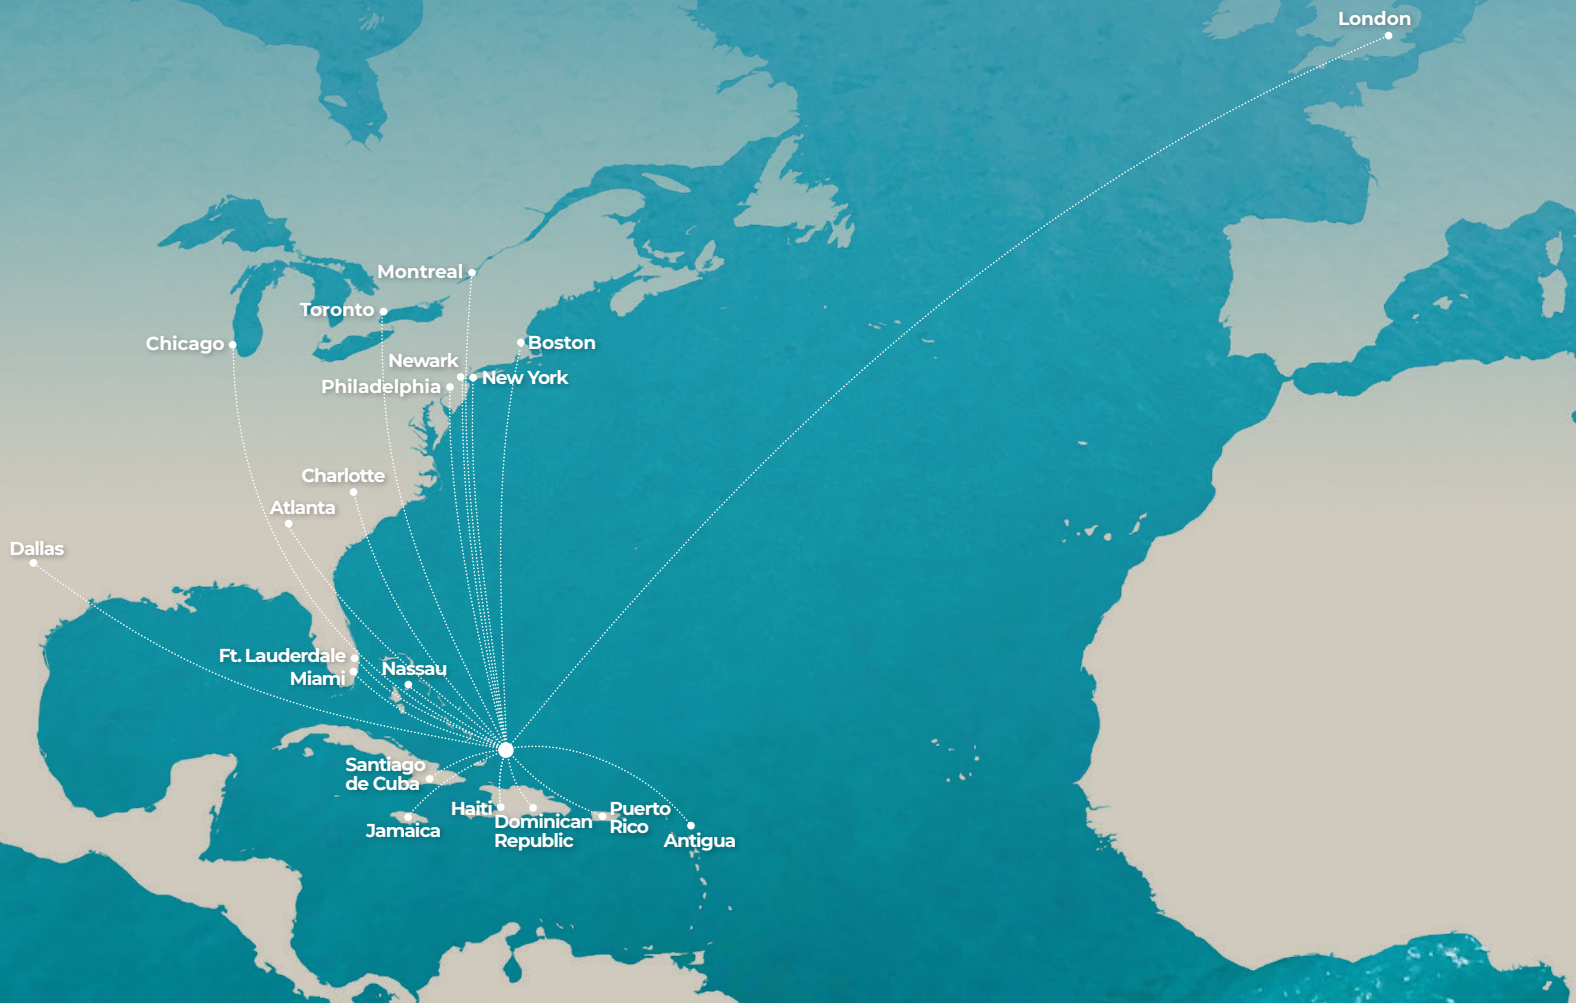 London
Montreal
Toronto
Chicago
Boston
Newark
New York
Philadelphia
Charlotte
Atlanta
Dallas
Ft. Lauderdale
Nassau
Miami
Santiago
de Cuba
Haiti
Puerto
Rico
Dominican
Republic
Jamaica
Antigua